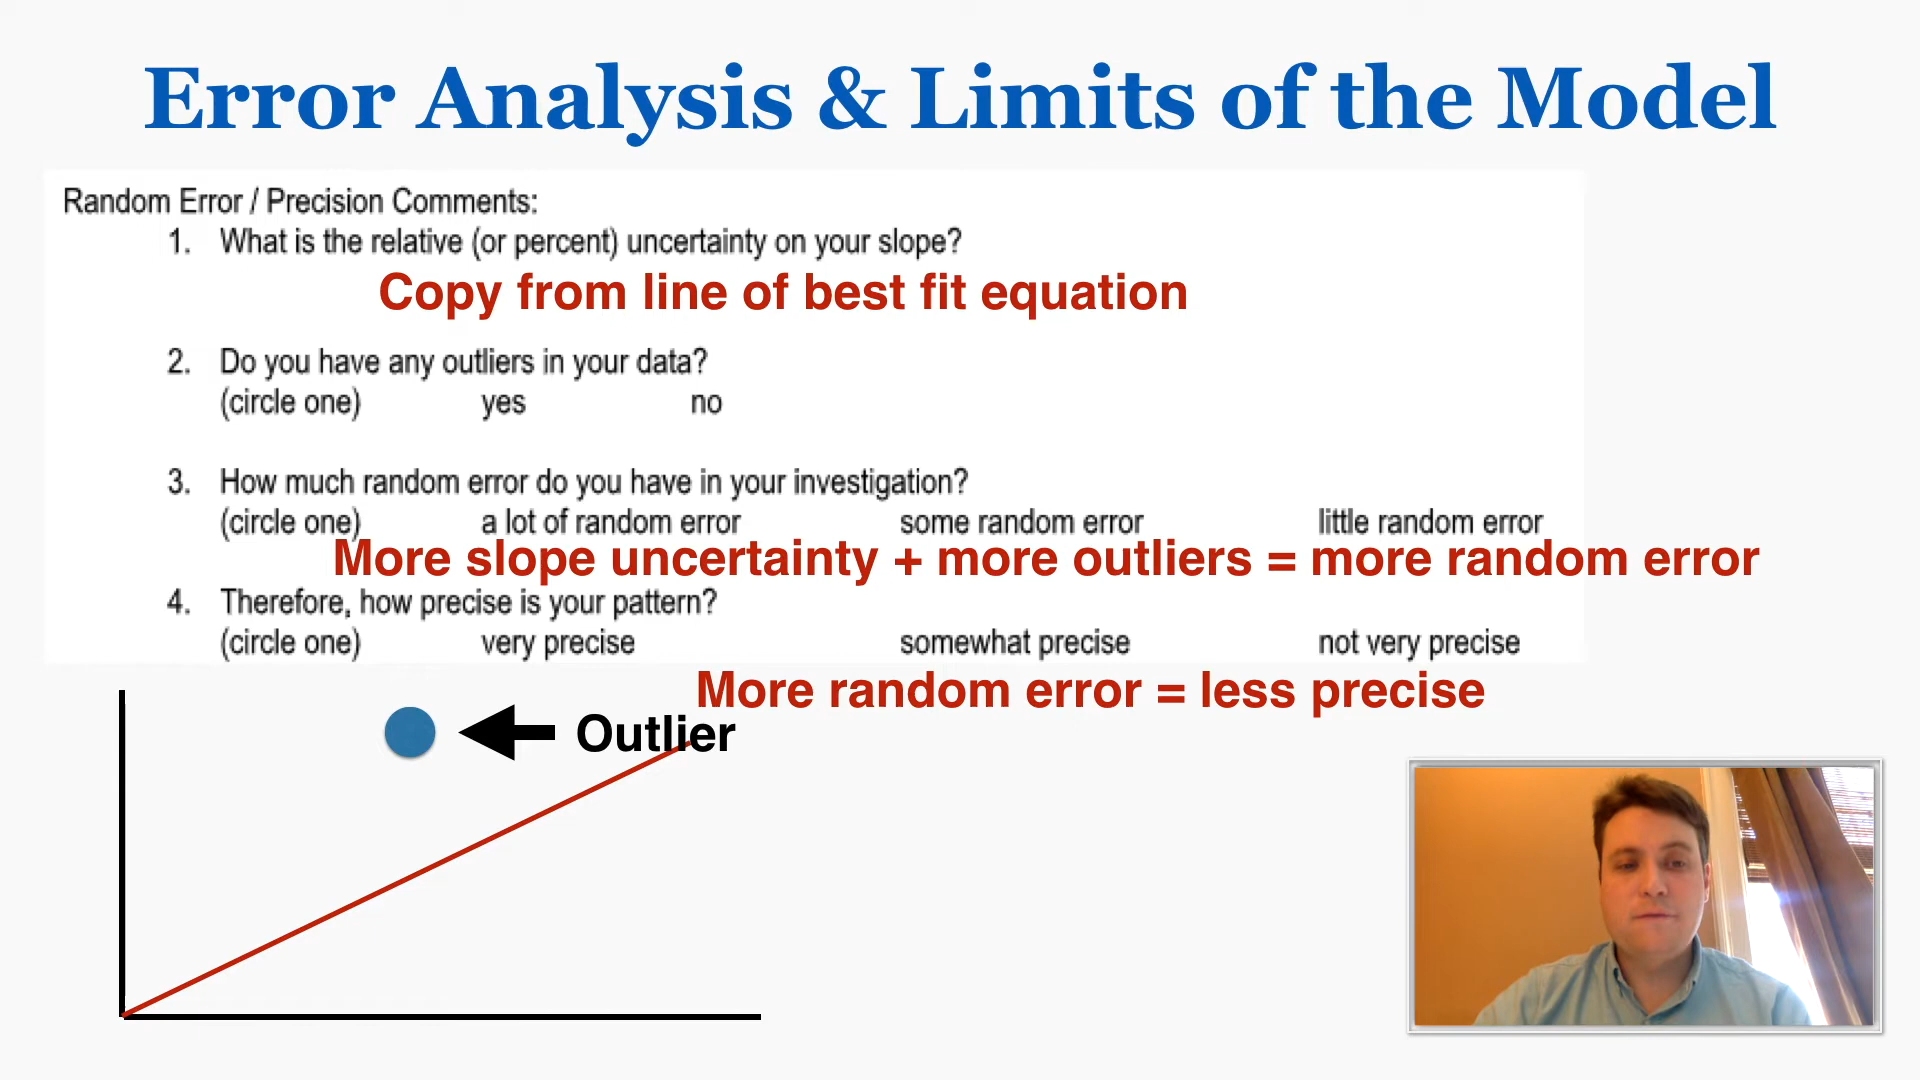 Error Analysis & Limits of the Model
Random Error / Precision Comments:
1. What is the relative (or percent) uncertainty on your slope?
Copy from line of best fit equation
2. Do you have any outliers in your data?
(circle one) yes no
3. How much random error do you have in your investigation?
(circle one) a lot of random error some random error little random error
More slope uncertainty + more outliers = more random error
4. Therefore, how precise is your pattern?
(circle one) very precise somewhat precise not very precise
More random error = less precise
Outlier